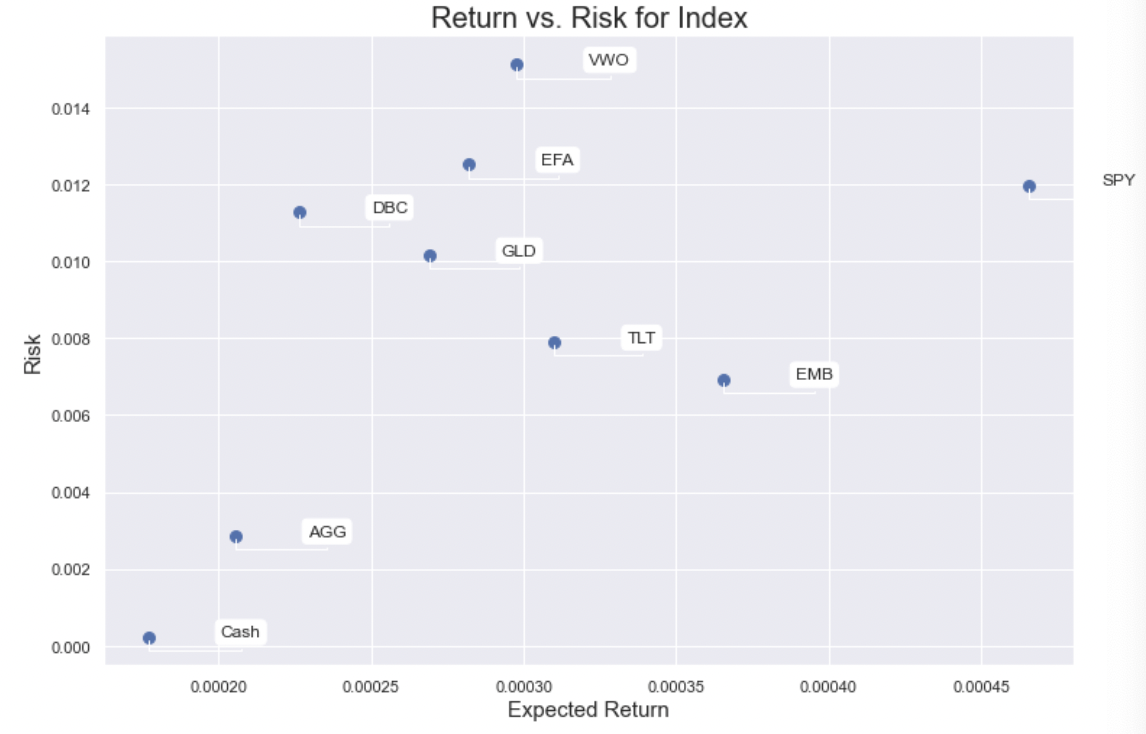 Return vs. Risk for Index
VWO
0.014
EFA
0.012
SPY
DBC
GLD
0.010
TLT
0.008
Risk
EMB
0.006
0.004
AGG
0.002
Cash
0.000
0.00020 0.00025 0.00030 0.00035 0.00040 0.00045
Expected Return